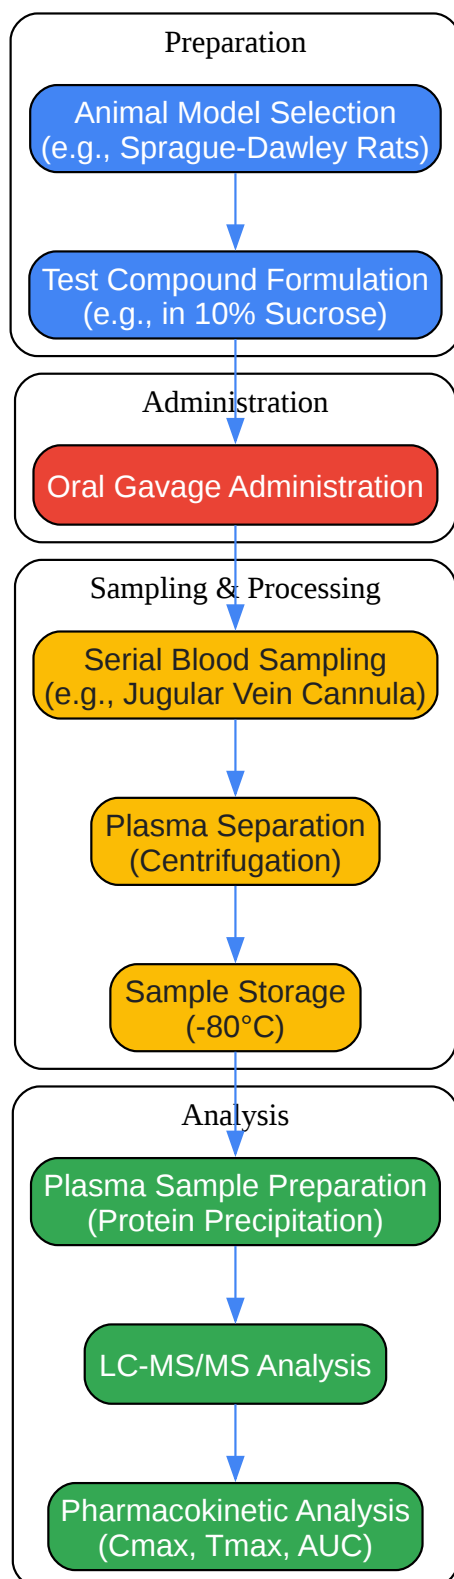 Preparation
Animal Model Selection
(e.g., Sprague-Dawley Rats)
Test Compound Formulation
(e.g., in 10% Sucrose)
Administration
Oral Gavage Administration
Sampling & Processing
Serial Blood Sampling
(e.g., Jugular Vein Cannula)
Plasma Separation
(Centrifugation)
Sample Storage
(-80°C)
Analysis
Plasma Sample Preparation
(Protein Precipitation)
LC-MS/MS Analysis
Pharmacokinetic Analysis
(Cmax, Tmax, AUC)